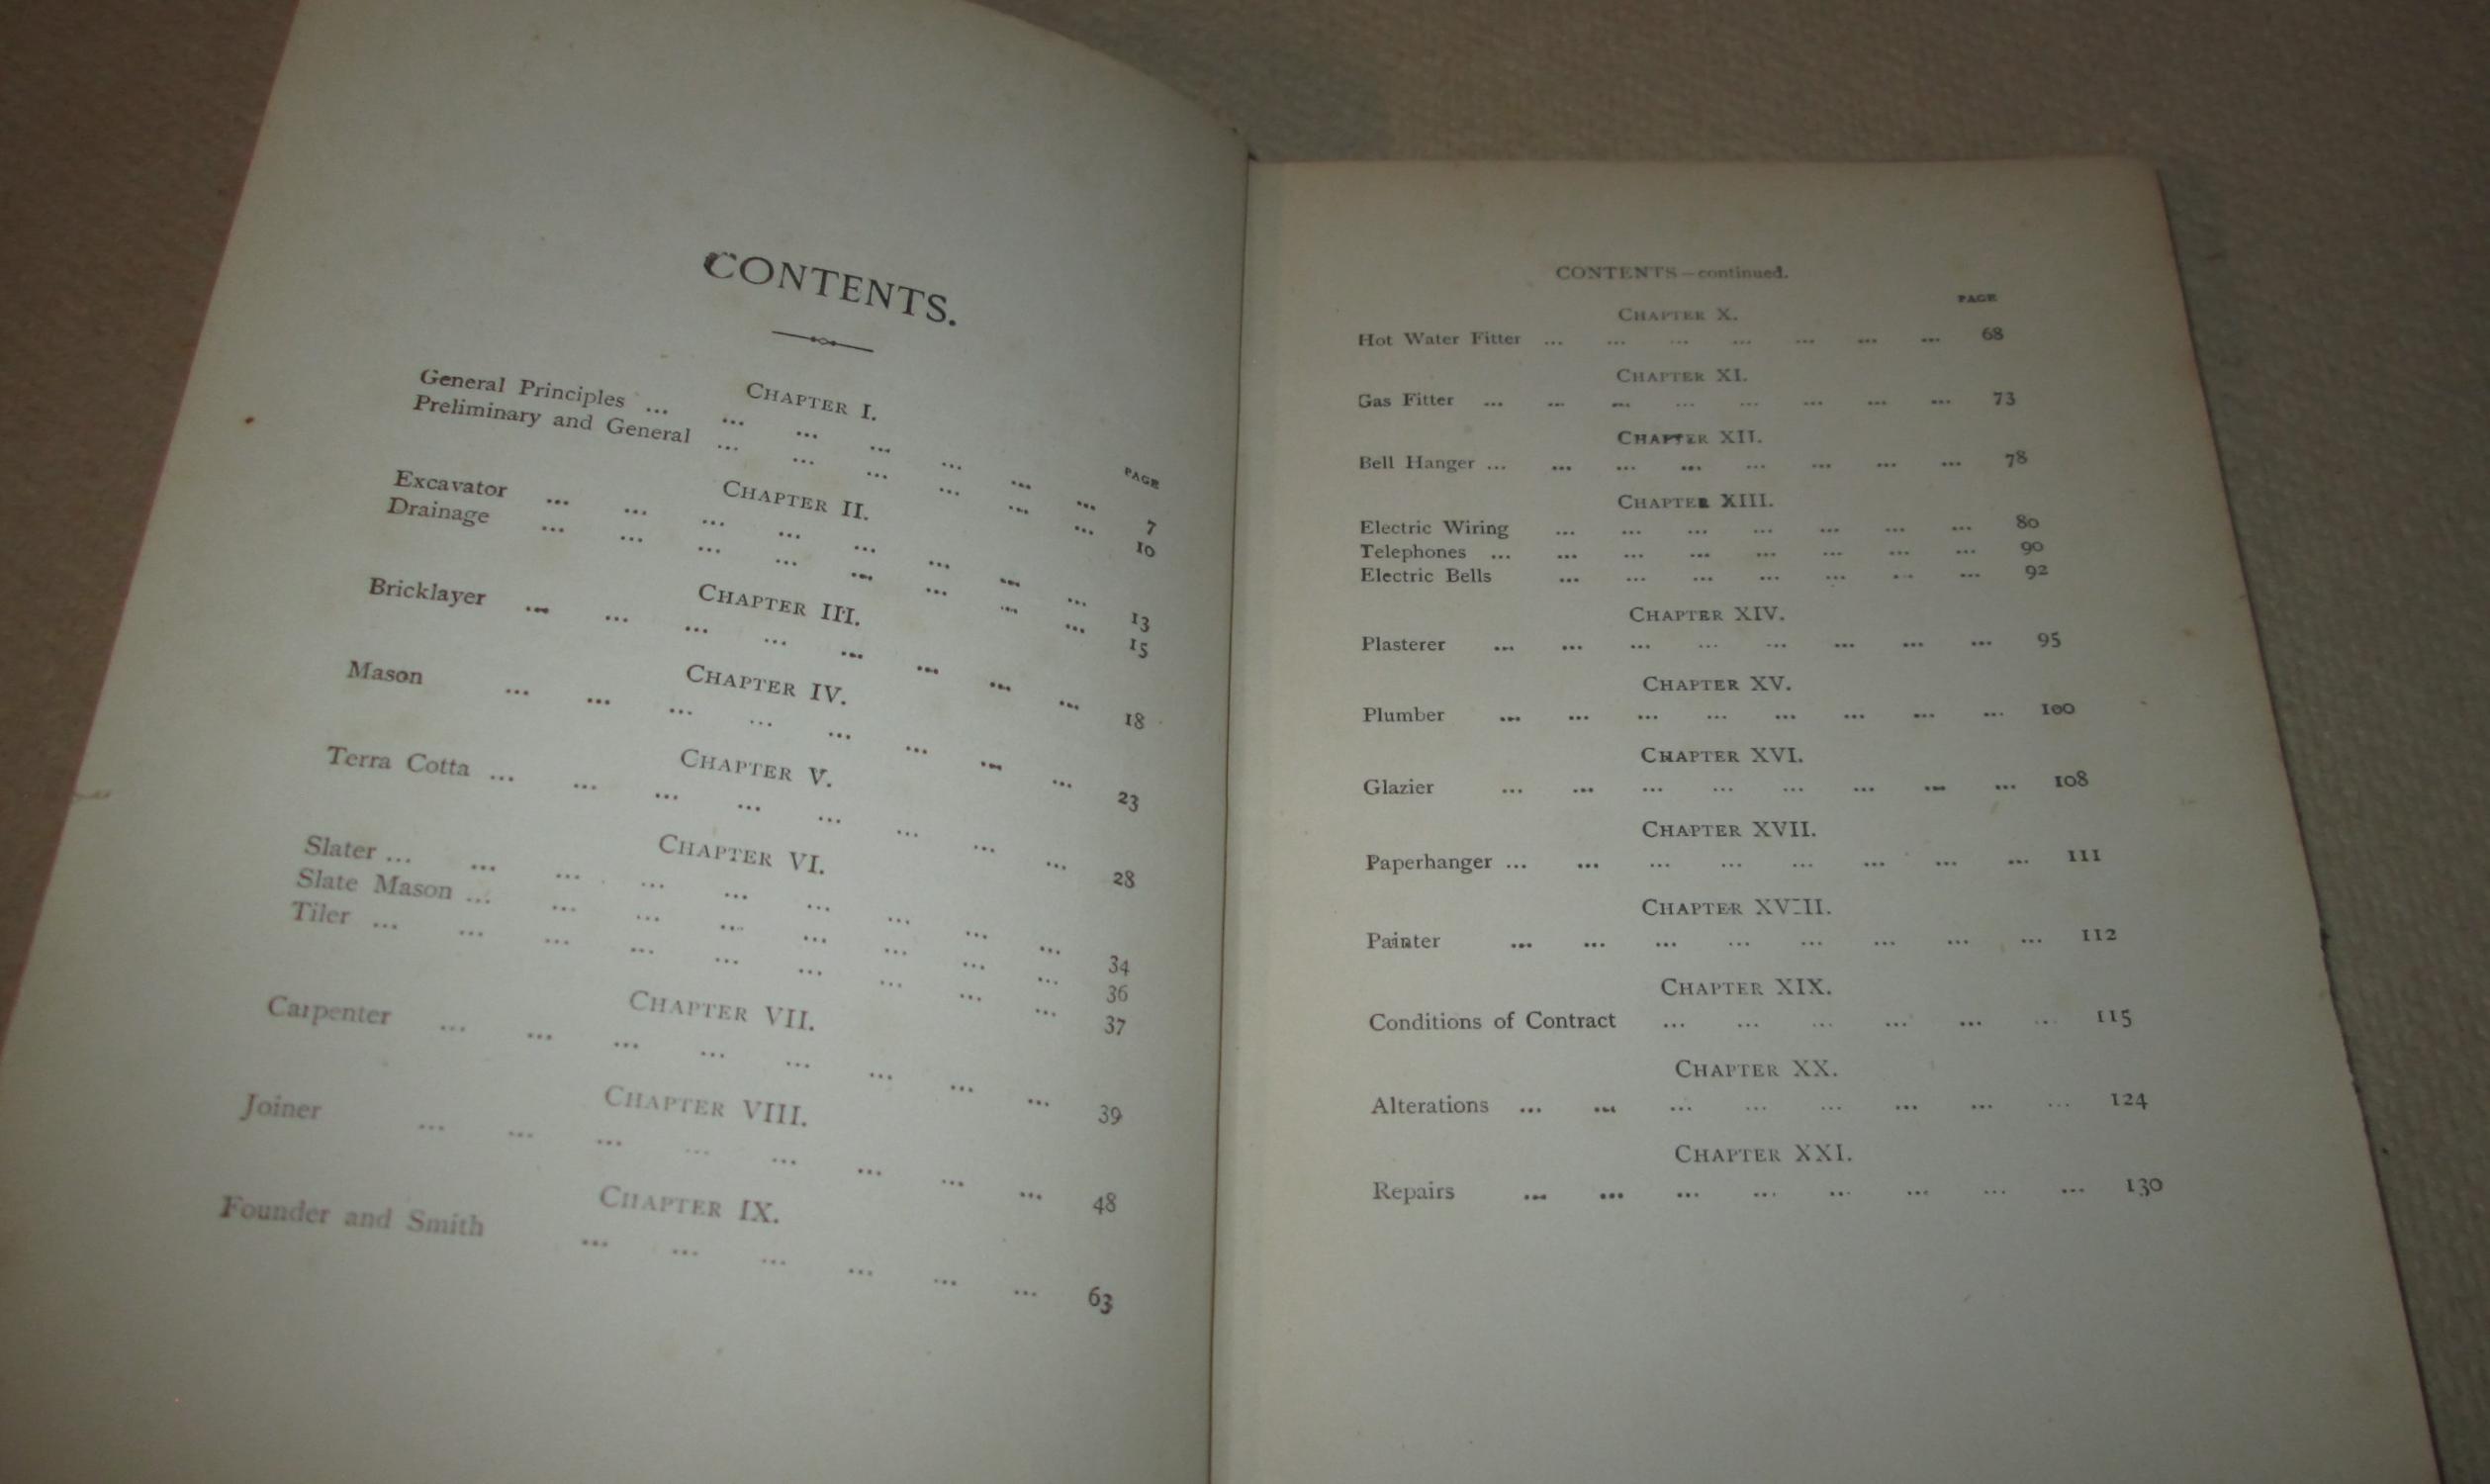 CONTENTS.
CHAPTER I.
PAGE
General Principles ... ... ... ... ... ... ... 7
Preliminary and General ... ... ... ... ... ... 10
CHAPTER II.
Excavator ... ... ... ... ... ... ... ... 13
Drainage ... ... ... ... ... ... ... ... 15
CHAPTER III.
Bricklayer ... ... ... ... ... ... ... ... 18
CHAPTER IV.
Mason ... ... ... ... ... ... ... ... 23
CHAPTER V.
Terra Cotta ... ... ... ... ... ... ... ... 28
CHAPTER VI.
Slater ... ... ... ... ... ... ... ... ... 34
Slate Mason ... ... ... ... ... ... ... ... 36
Tiler ... ... ... ... ... ... ... ... ... 37
CHAPTER VII.
Carpenter ... ... ... ... ... ... ... ... 39
CHAPTER VIII.
Joiner ... ... ... ... ... ... ... ... 48
CHAPTER IX.
Founder and Smith ... ... ... ... ... ... 63
CONTENTS—continued.
PAGE
CHAPTER X.
Hot Water Fitter ... ... ... ... ... ... ... 68
CHAPTER XI.
Gas Fitter ... ... ... ... ... ... ... ... 73
CHAPTER XII.
Bell Hanger ... ... ... ... ... ... ... ... 78
CHAPTER XIII.
Electric Wiring ... ... ... ... ... ... ... 80
Telephones ... ... ... ... ... ... ... ... 90
Electric Bells ... ... ... ... ... ... ... 92
CHAPTER XIV.
Plasterer ... ... ... ... ... ... ... ... 95
CHAPTER XV.
Plumber ... ... ... ... ... ... ... ... 100
CHAPTER XVI.
Glazier ... ... ... ... ... ... ... ... 108
CHAPTER XVII.
Paperhanger ... ... ... ... ... ... ... ... 111
CHAPTER XVIII.
Painter ... ... ... ... ... ... ... ... 112
CHAPTER XIX.
Conditions of Contract ... ... ... ... ... ... 115
CHAPTER XX.
Alterations ... ... ... ... ... ... ... ... 124
CHAPTER XXI.
Repairs ... ... ... ... ... ... ... ... 130